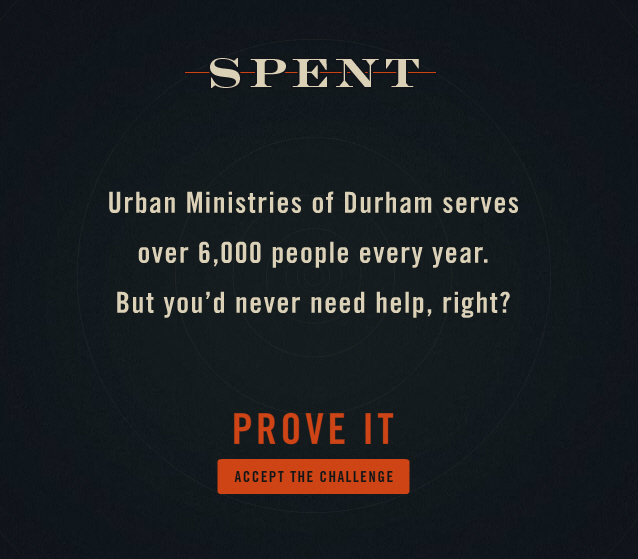 SPENT
Urban Ministries of Durham serves
over 6,000 people every year.
But you’d never need help, right?
PROVE IT
ACCEPT THE CHALLENGE